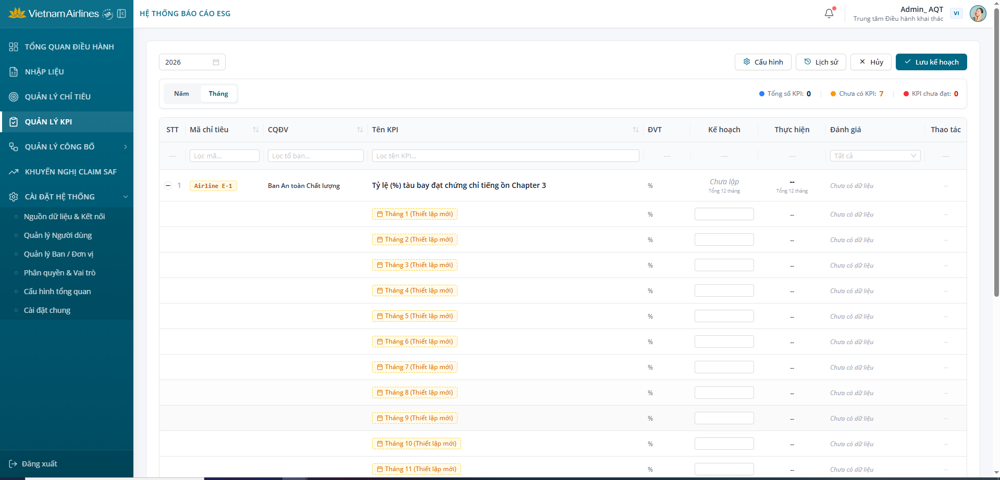 Vietnam Airlines
HỆ THỐNG BÁO CÁO ESG
Admin_ AQT
Trung tâm Điều hành khai thác
VI
TỔNG QUAN ĐIỀU HÀNH
NHẬP LIỆU
QUẢN LÝ CHỈ TIÊU
QUẢN LÝ KPI
QUẢN LÝ CÔNG BỐ
KHUYẾN NGHỊ CLAIM SAF
CÀI ĐẶT HỆ THỐNG
Nguồn dữ liệu & Kết nối
Quản lý Người dùng
Quản lý Ban / Đơn vị
Phân quyền & Vai trò
Cấu hình tổng quan
Cài đặt chung
Đăng xuất
2026
Cấu hình
Lịch sử
Hủy
Lưu kế hoạch
Năm
Tháng
Tổng số KPI: 0
Chưa có KPI: 7
KPI chưa đạt: 0
STT Mã chỉ tiêu CQĐV Tên KPI ĐVT Kế hoạch Thực hiện Đánh giá Thao tác
— Lọc mã... Lọc tổ ban... Lọc tên KPI... — — — Tất cả —
1 Airline E-1 Ban An toàn Chất lượng Tỷ lệ (%) tàu bay đạt chứng chỉ tiếng ồn Chapter 3 % Chưa lập -- Chưa có dữ liệu --
Tổng 12 tháng Tổng 12 tháng
Tháng 1 (Thiết lập mới) % -- Chưa có dữ liệu --
Tháng 2 (Thiết lập mới) % -- Chưa có dữ liệu --
Tháng 3 (Thiết lập mới) % -- Chưa có dữ liệu --
Tháng 4 (Thiết lập mới) % -- Chưa có dữ liệu --
Tháng 5 (Thiết lập mới) % -- Chưa có dữ liệu --
Tháng 6 (Thiết lập mới) % -- Chưa có dữ liệu --
Tháng 7 (Thiết lập mới) % -- Chưa có dữ liệu --
Tháng 8 (Thiết lập mới) % -- Chưa có dữ liệu --
Tháng 9 (Thiết lập mới) % -- Chưa có dữ liệu --
Tháng 10 (Thiết lập mới) % -- Chưa có dữ liệu --
Tháng 11 (Thiết lập mới) % -- Chưa có dữ liệu --